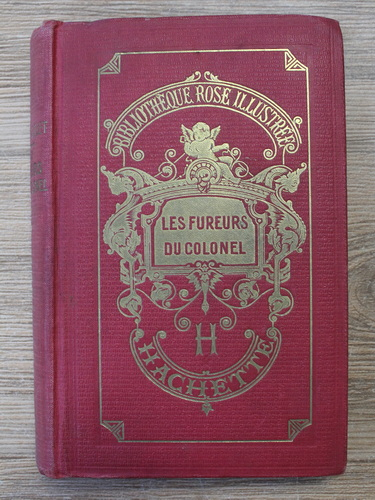 BIBLIOTHÈQUE ROSE ILLUSTRÉE
LES FUREURS
DU COLONEL
H
HACHETTE